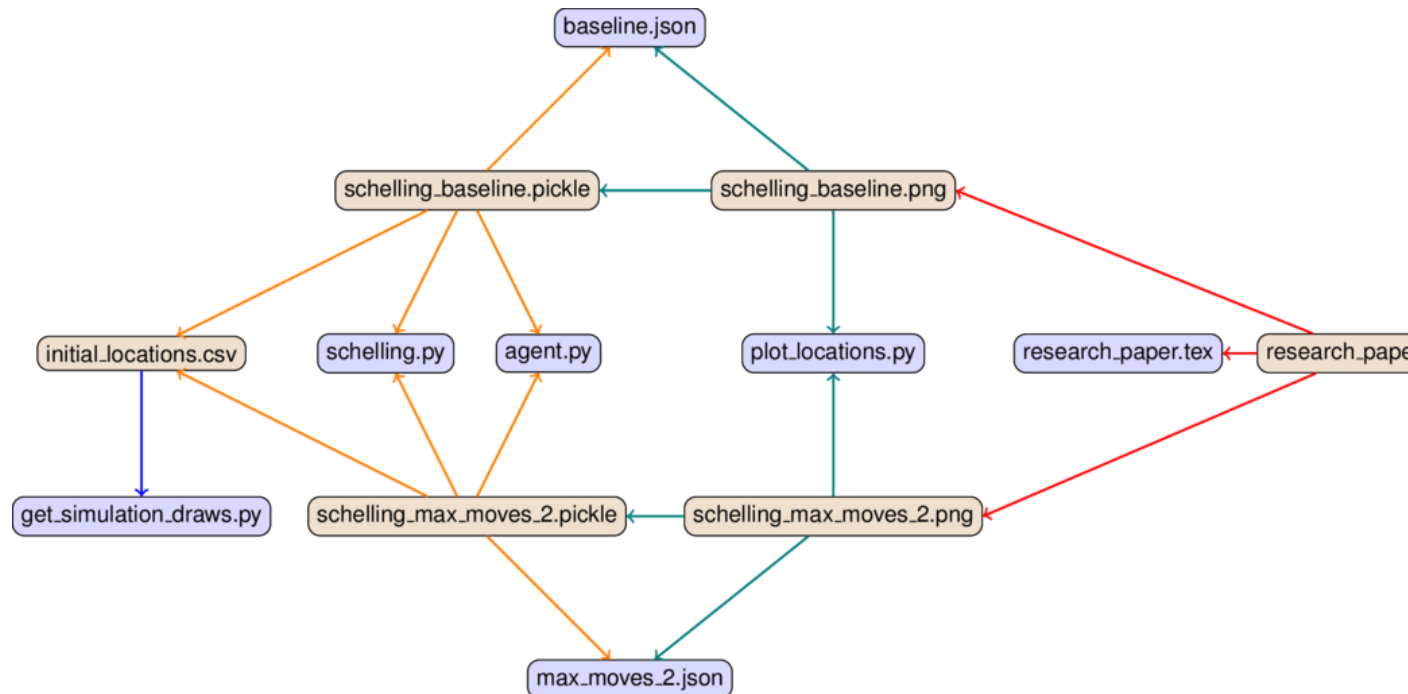 baseline.json
schelling_baseline.pickle
schelling_baseline.png
initial_locations.csv
schelling.py
agent.py
plot_locations.py
research_paper.tex
research_pape
get_simulation_draws.py
schelling_max_moves_2.pickle
schelling_max_moves_2.png
max_moves_2.json